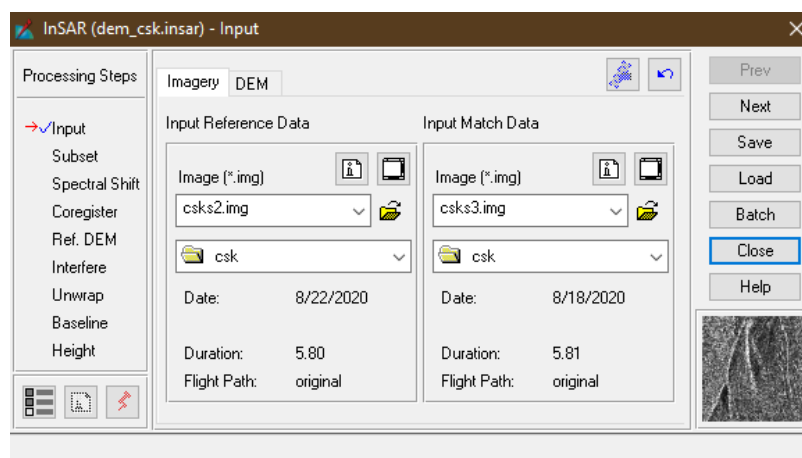 InSAR (dem_csk.insar) - Input
Processing Steps
Input
Subset
Spectral Shift
Coregister
Ref. DEM
Interfere
Unwrap
Baseline
Height
Imagery DEM
Input Reference Data
Image (*.img)
csks2.img
csk
Date: 8/22/2020
Duration: 5.80
Flight Path: original
Input Match Data
Image (*.img)
csks3.img
csk
Date: 8/18/2020
Duration: 5.81
Flight Path: original
Prev
Next
Save
Load
Batch
Close
Help